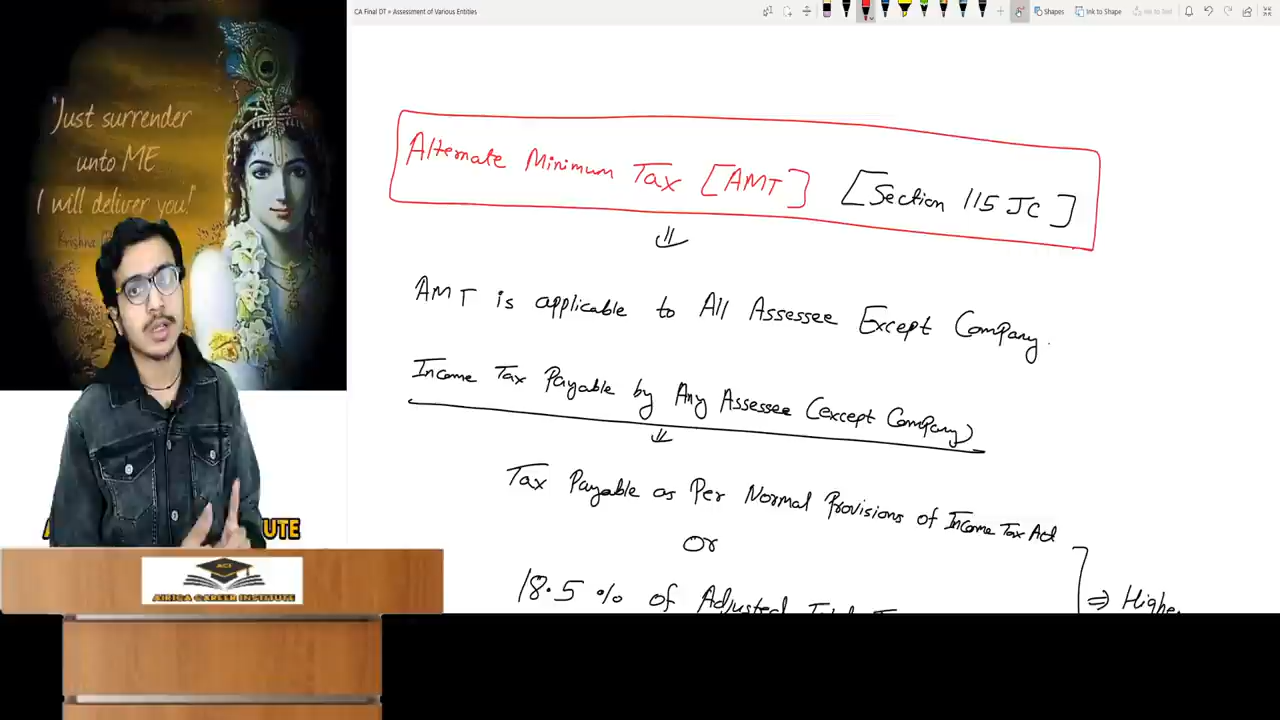 CA Final DT » Assessment of Various Entities
Shapes
Ink to Shape
"Just surrender
unto ME
I will deliver you!"
Krishna
Alternate Minimum Tax [AMT] [Section 115 JC]
AMT is applicable to All Assessee Except Company.
Income Tax Payable by Any Assessee (except Company)
Tax Payable as Per Normal Provisions of Income Tax Act
Or
18.5 % of Adjusted
⇒ Higher
UTE
ACI